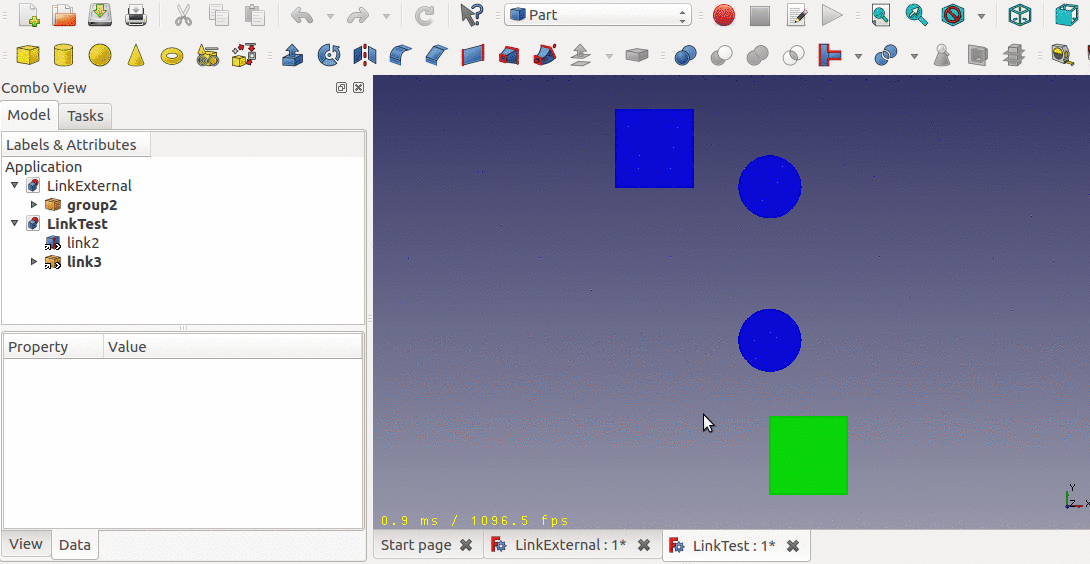 Part
Combo View
Model Tasks
Labels & Attributes
Application
LinkExternal
group2
LinkTest
link2
link3
Property Value
View Data
0.9 ms / 1096.5 fps
Y
Z X
Start page LinkExternal : 1* LinkTest : 1*